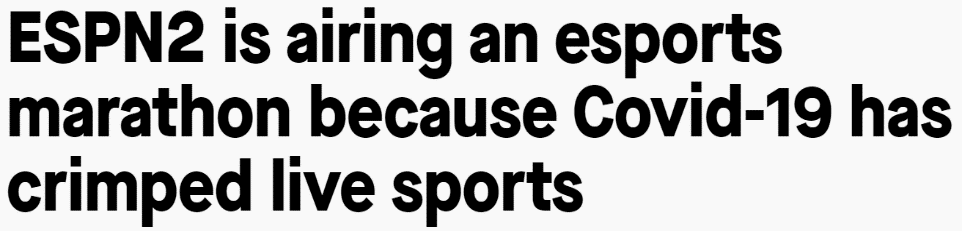 ESPN2 is airing an esports
marathon because Covid-19 has
crimped live sports